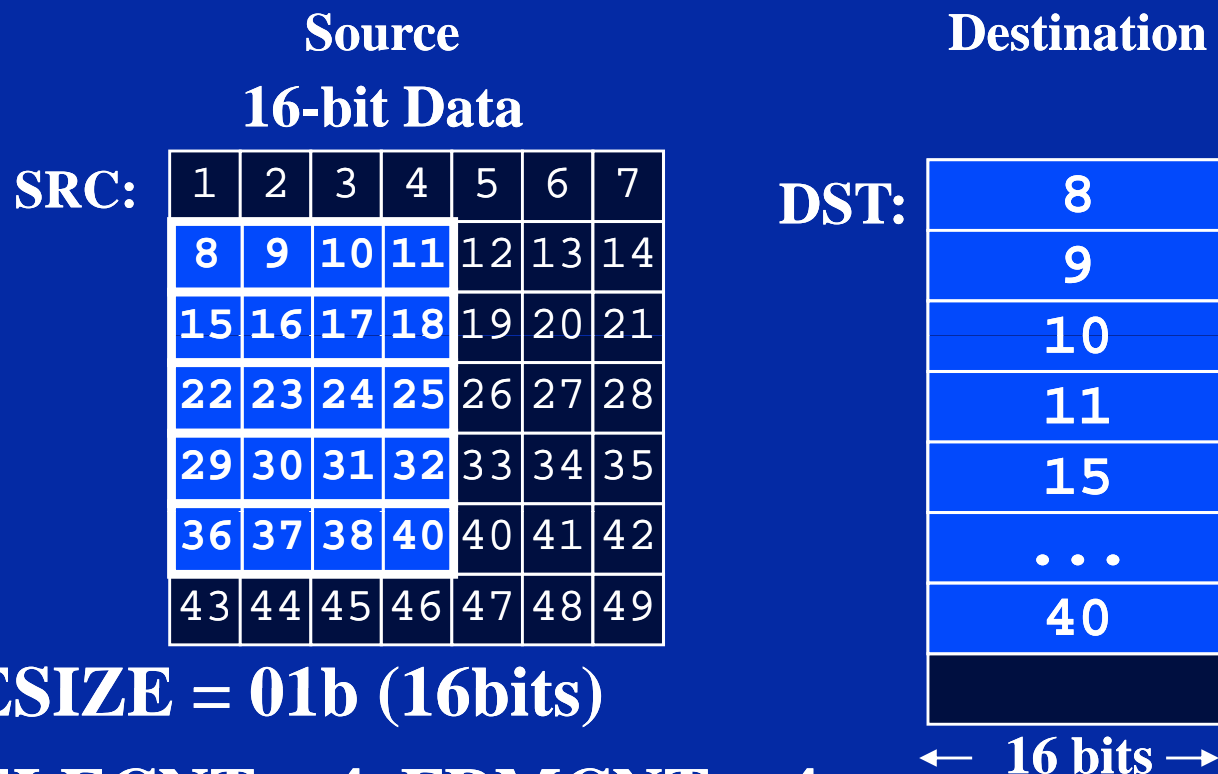 Source
Destination
16-bit Data
SRC:
1 2 3 4 5 6 7
8 9 10 11 12 13 14
15 16 17 18 19 20 21
22 23 24 25 26 27 28
29 30 31 32 33 34 35
36 37 38 40 40 41 42
43 44 45 46 47 48 49
DST:
8
9
10
11
15
...
40
← 16 bits →
ESIZE = 01b (16bits)